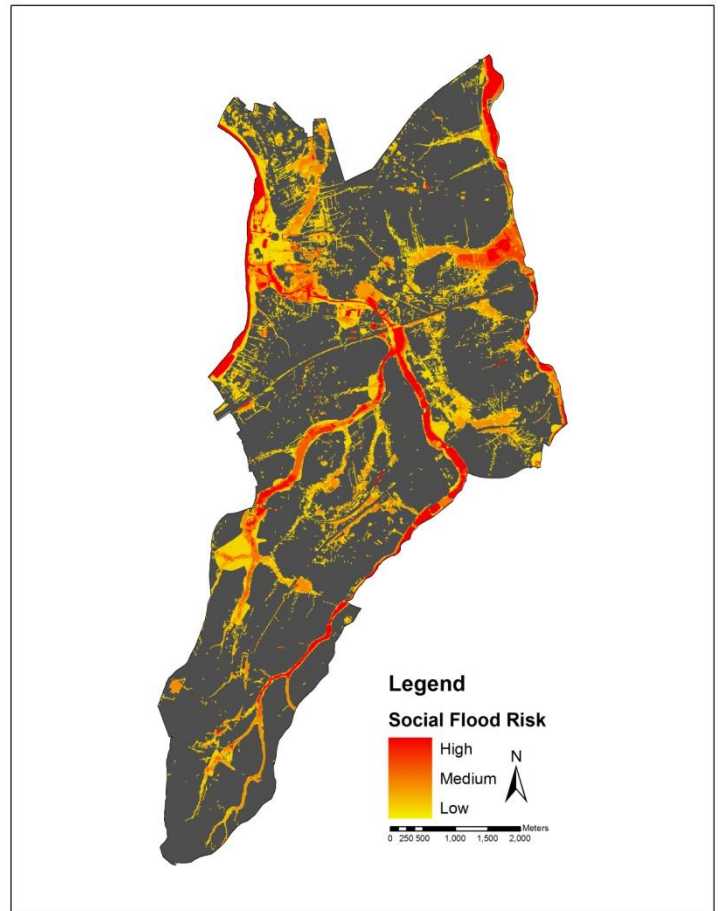 Legend
Social Flood Risk
High
Medium
Low
N
Meters
0 250 500 1,000 1,500 2,000